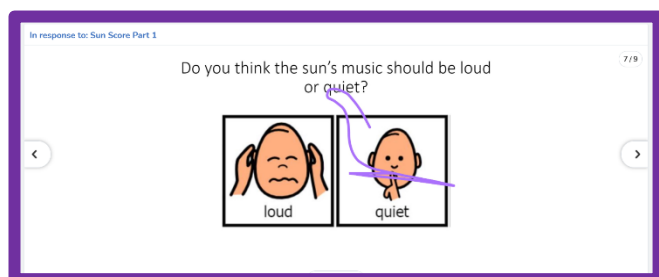 In response to: Sun Score Part 1
7/9
Do you think the sun's music should be loud
or quiet?
loud quiet